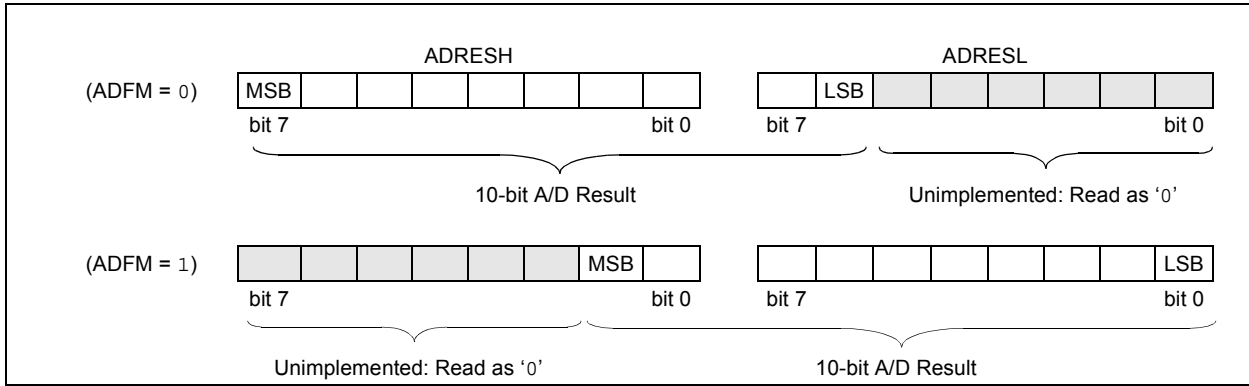 ADRESH ADRESL
(ADFM = 0) MSB LSB
bit 7 bit 0 bit 7 bit 0
10-bit A/D Result Unimplemented: Read as ‘0’
(ADFM = 1) MSB LSB
bit 7 bit 0 bit 7 bit 0
Unimplemented: Read as ‘0’ 10-bit A/D Result